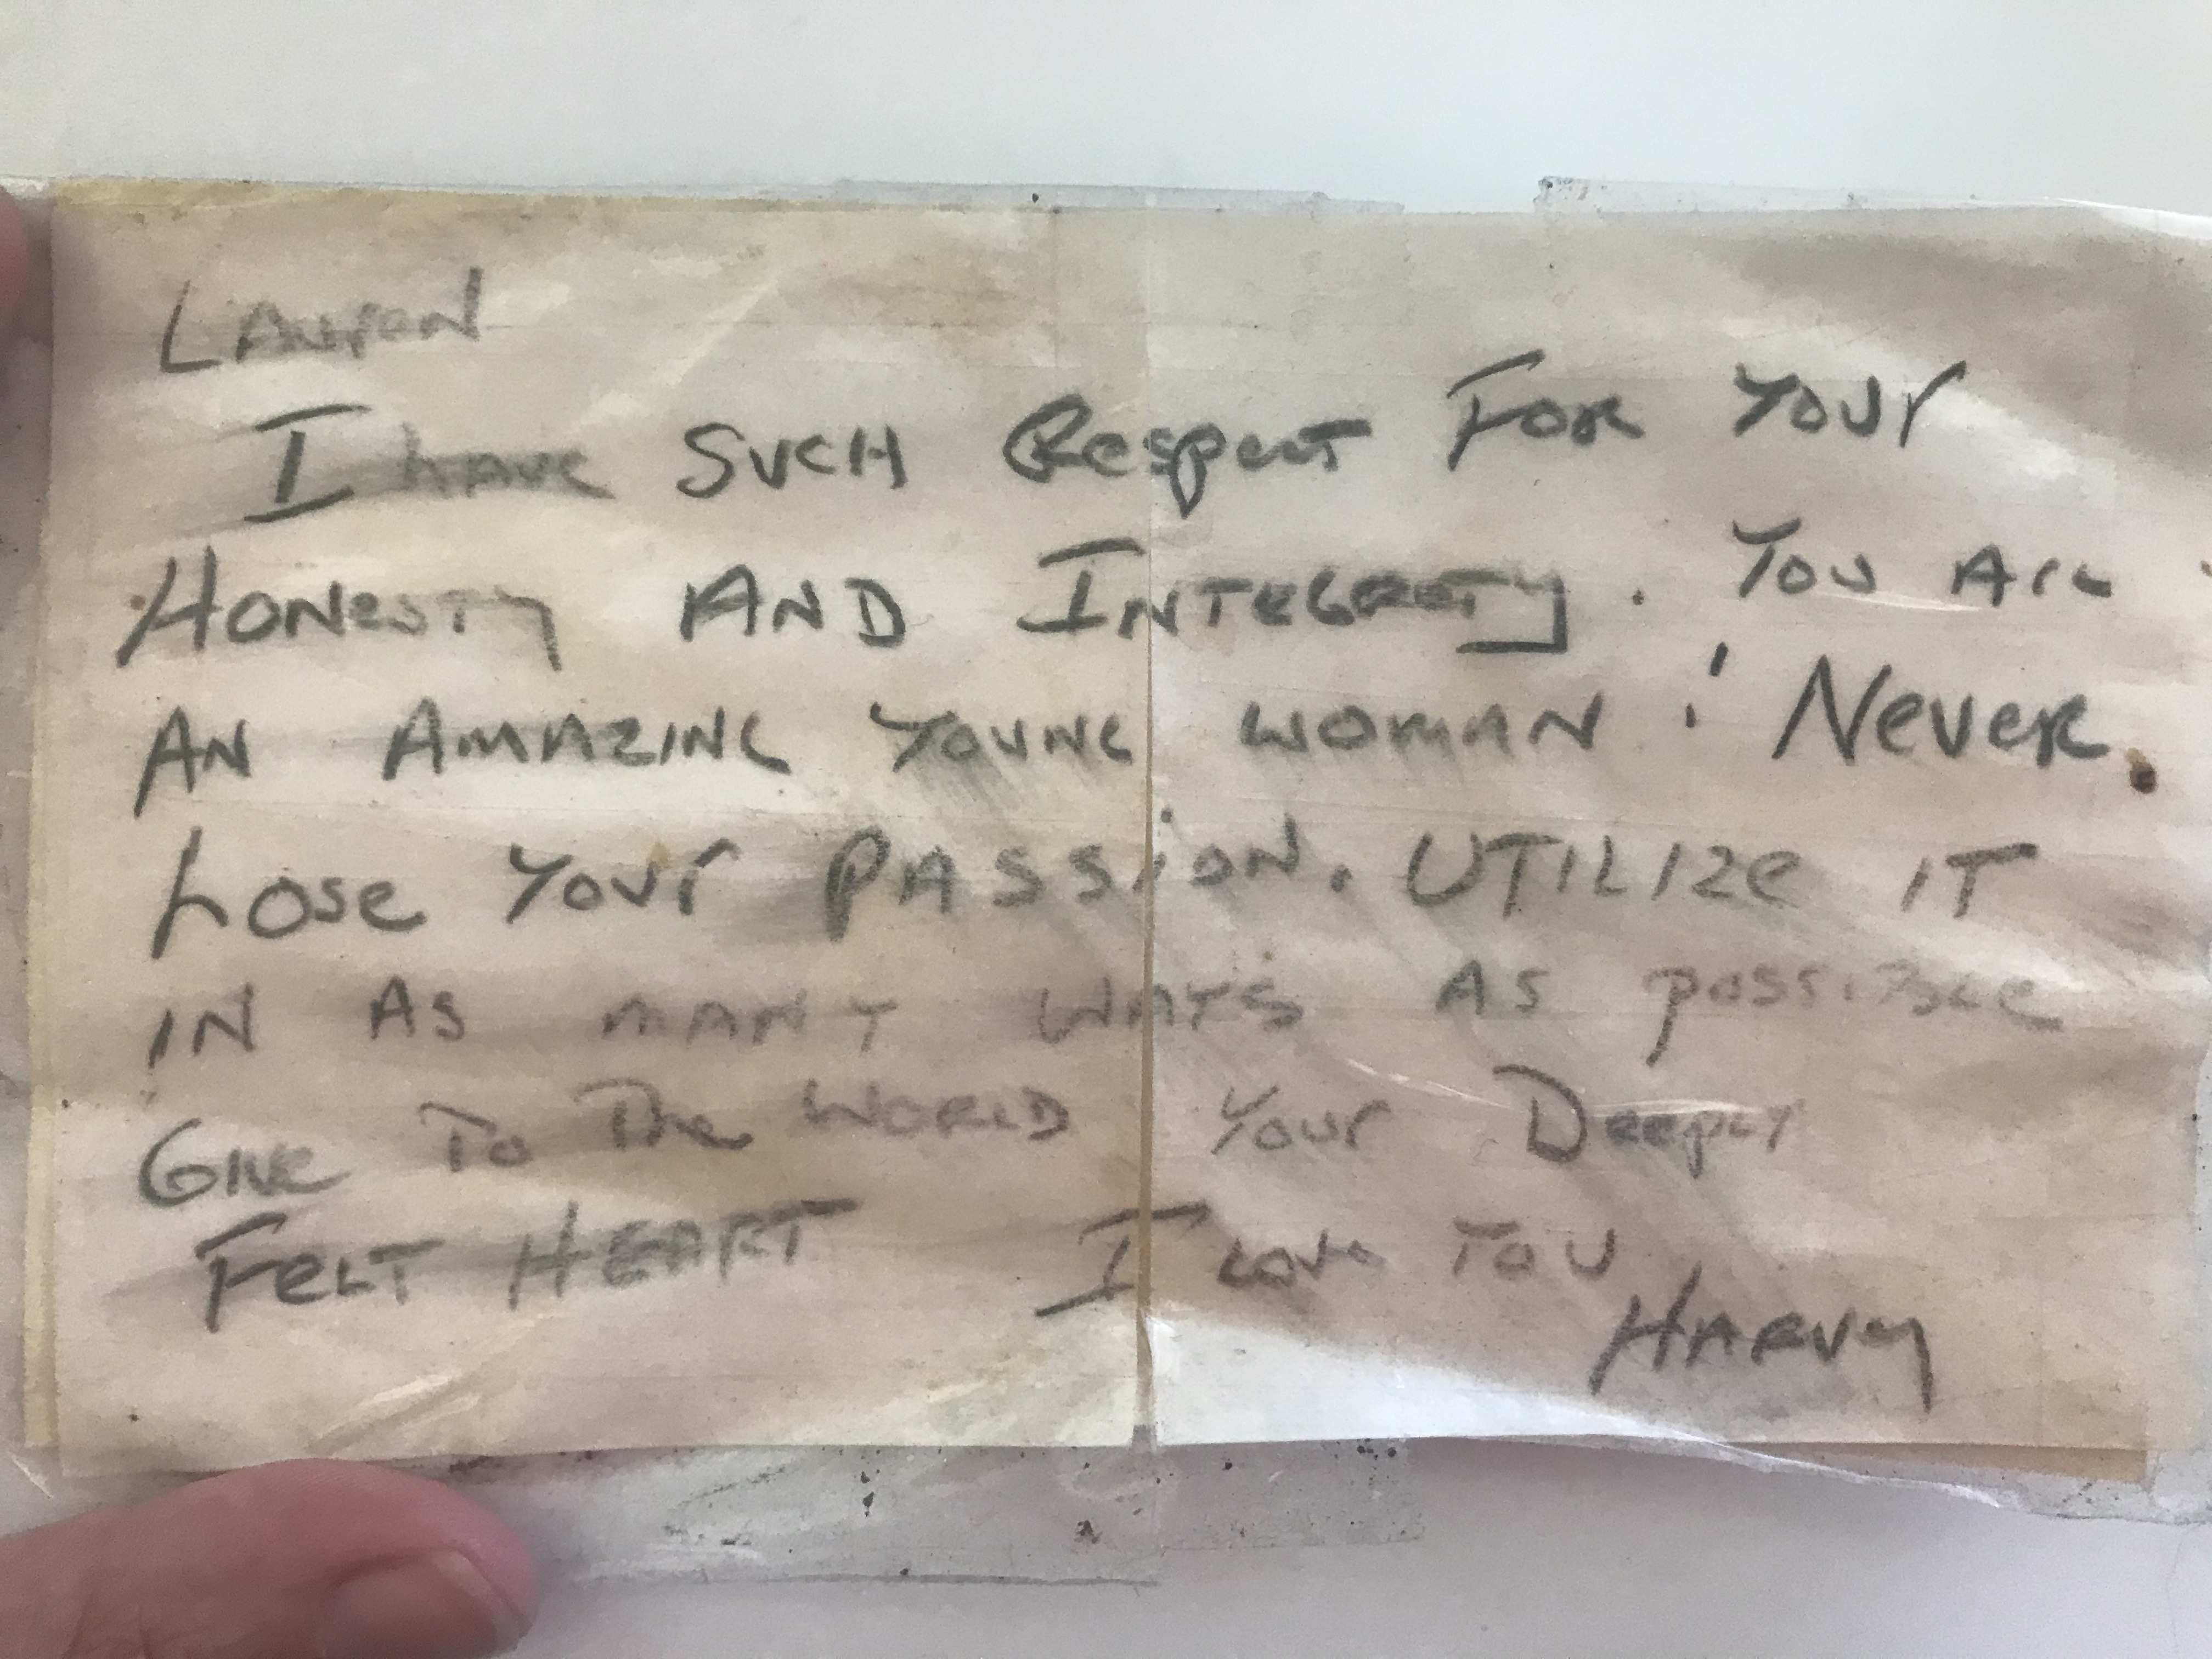 Lauren
I have SUCH Respect For Your
Honesty AND Integrety. You Are
AN AMAZING YOUNG WOMAN! Never
Lose Your PASSiON. UTILIZe IT
IN AS MANY WAYS AS possible
Give To The WORLD Your Deeply
FeLT HEART I Love You
HARVey